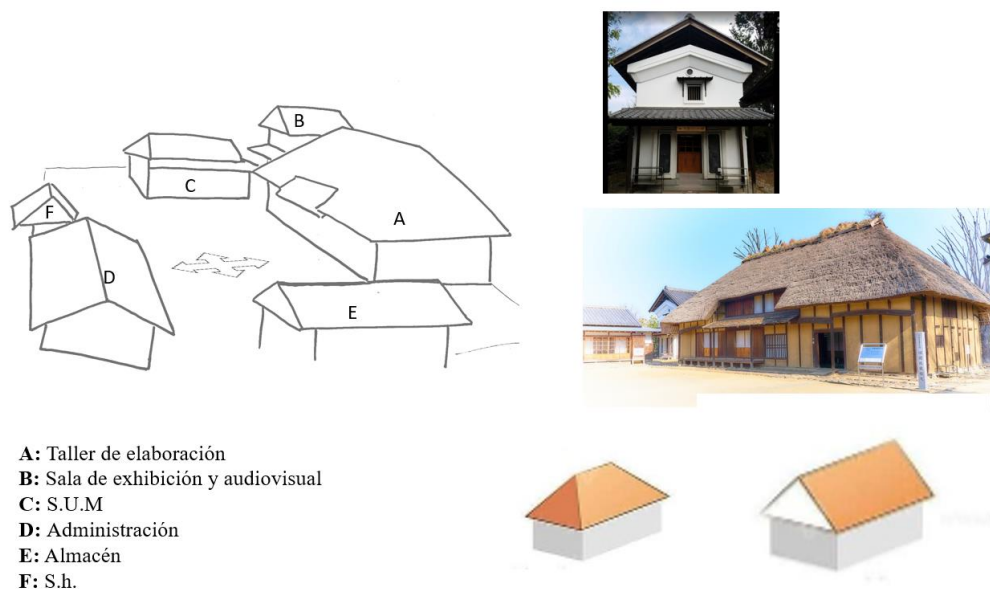 B
C
A
F
D
E
A: Taller de elaboración
B: Sala de exhibición y audiovisual
C: S.U.M
D: Administración
E: Almacén
F: S.h.